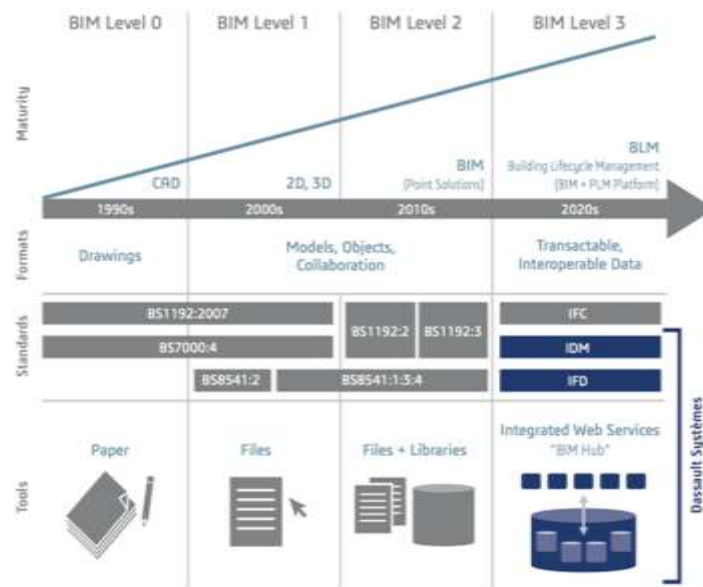 BIM Level 0
BIM Level 1
BIM Level 2
BIM Level 3
Maturity
CAD
2D, 3D
BIM
(Point Solutions)
BLM
Building Lifecycle Management
(BIM + PLM Platform)
1990s
2000s
2010s
2020s
Formats
Drawings
Models, Objects,
Collaboration
Transactable,
Interoperable Data
Standards
BS1192:2007
BS1192:2
BS1192:3
IFC
BS7000:4
IDM
BS8541:2
BS8541:1:3:4
IFD
Tools
Paper
Files
Files + Libraries
Integrated Web Services
"BIM Hub"
Dassault Systèmes